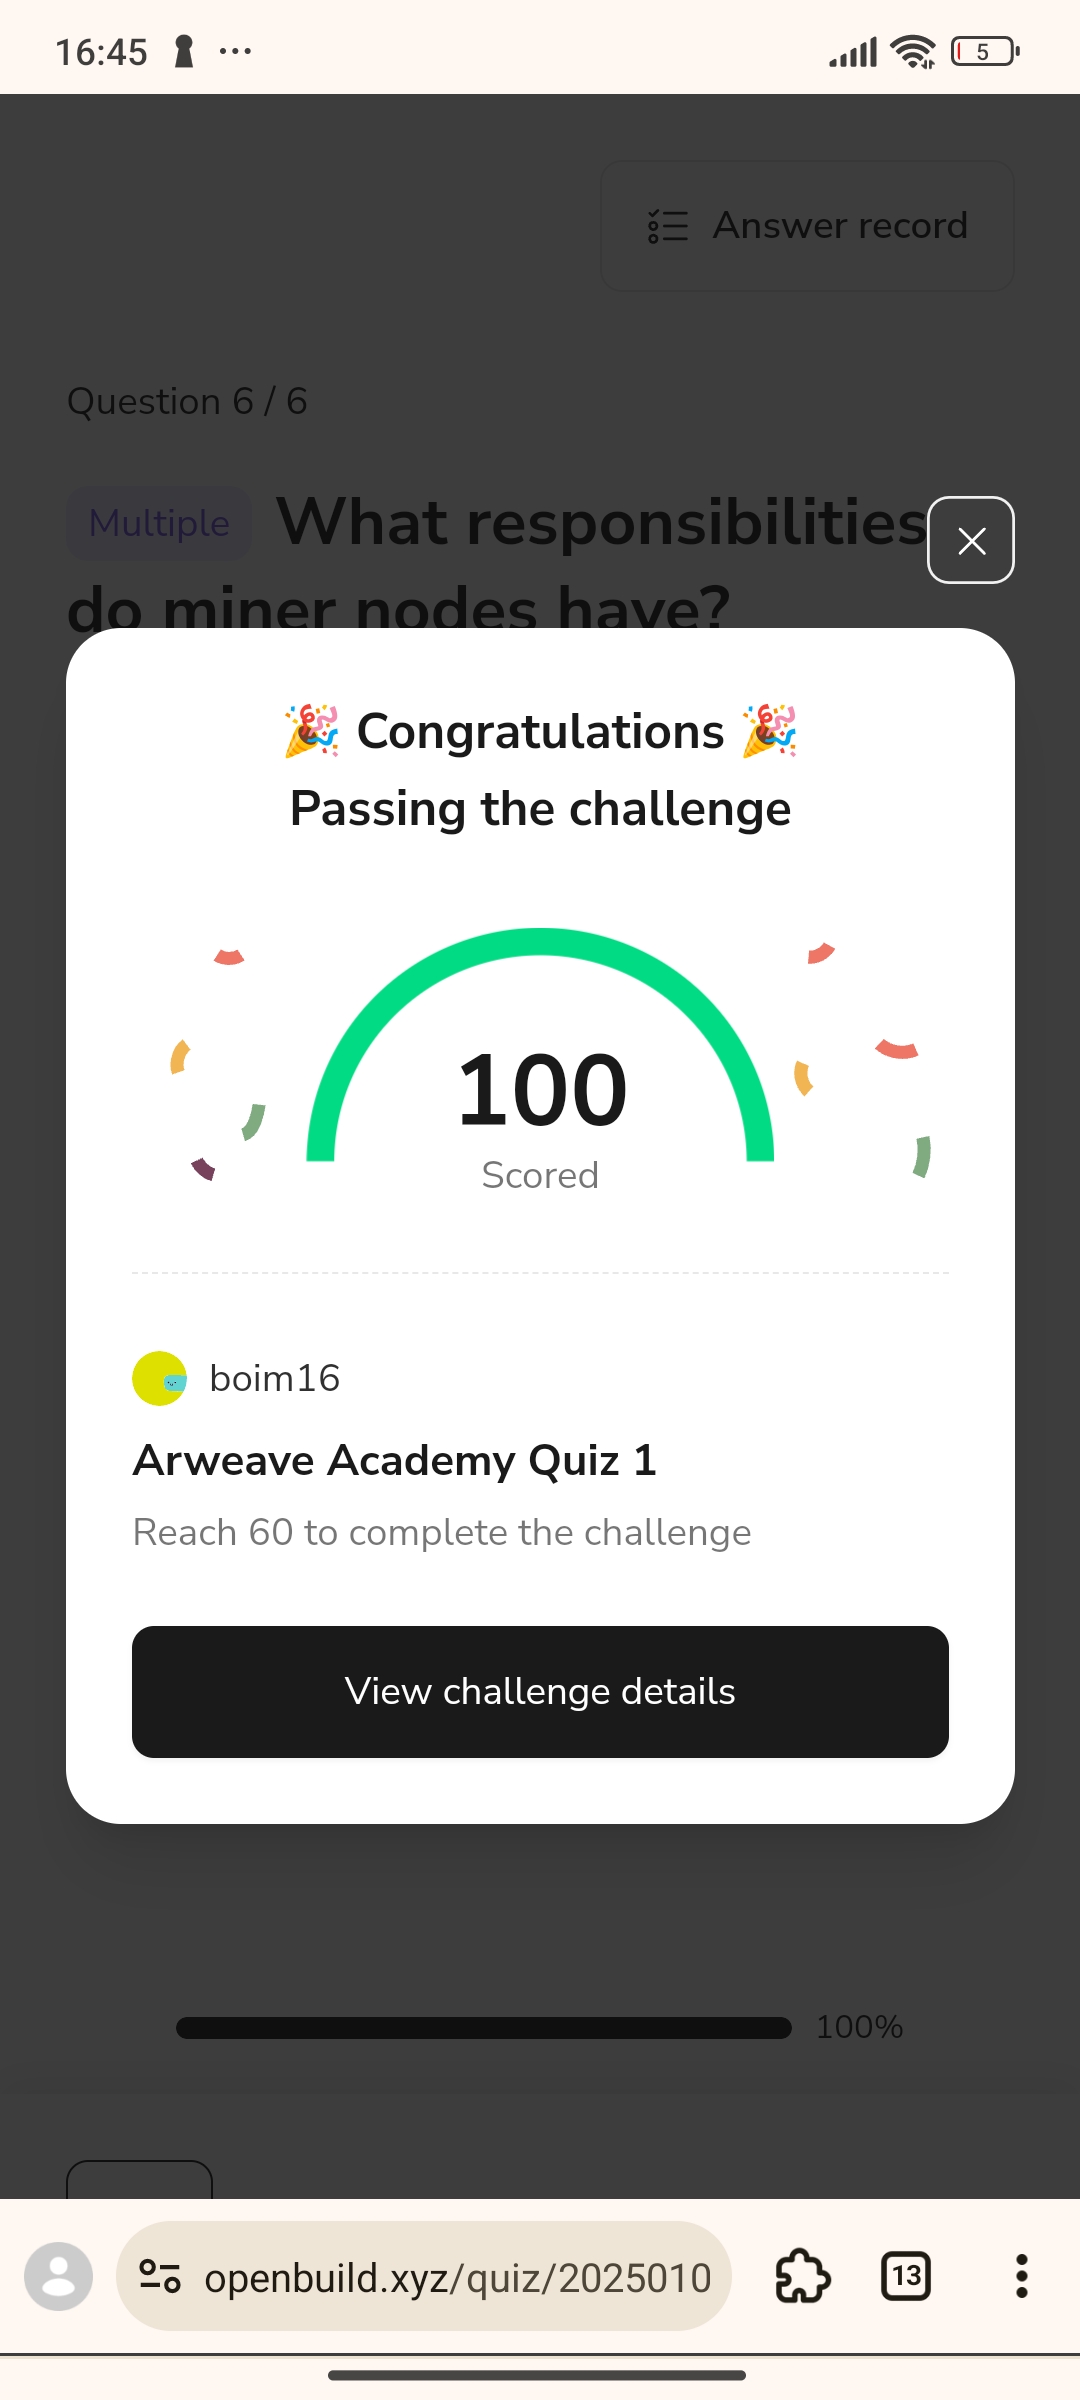 16:45
5
Answer record
Question 6 / 6
Multiple What responsibilities
do miner nodes have?
🎉 Congratulations 🎉
Passing the challenge
100
Scored
boim16
Arweave Academy Quiz 1
Reach 60 to complete the challenge
View challenge details
100%
openbuild.xyz/quiz/2025010
13